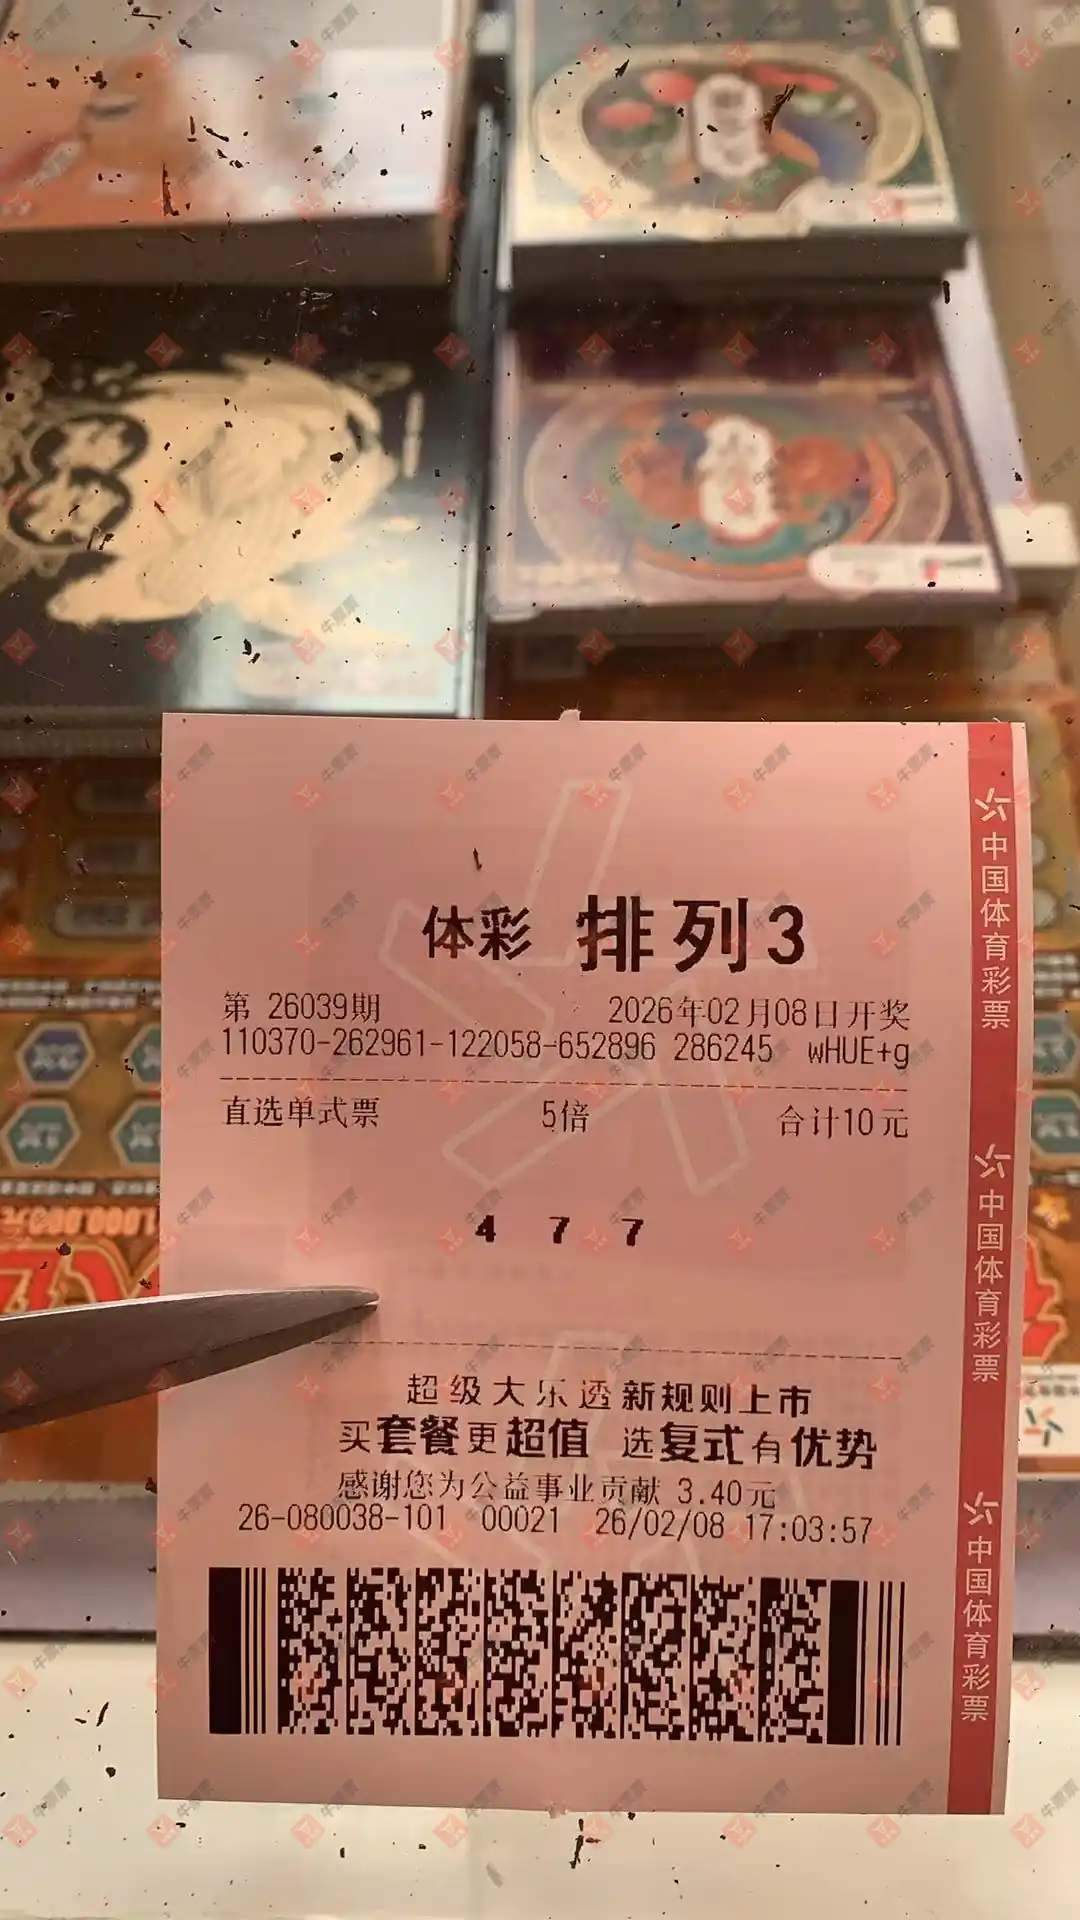 体彩 排列3
第 26039期 2026年02月08日开奖
110370-262961-122058-652896 286245 wHUE+g
直选单式票 5倍 合计10元
4 7 7
超级大乐透新规则上市
买套餐更超值 选复式有优势
感谢您为公益事业贡献 3.40元
26-080038-101 00021 26/02/08 17:03:57
中国体育彩票
中国体育彩票
中国体育彩票
牛票票